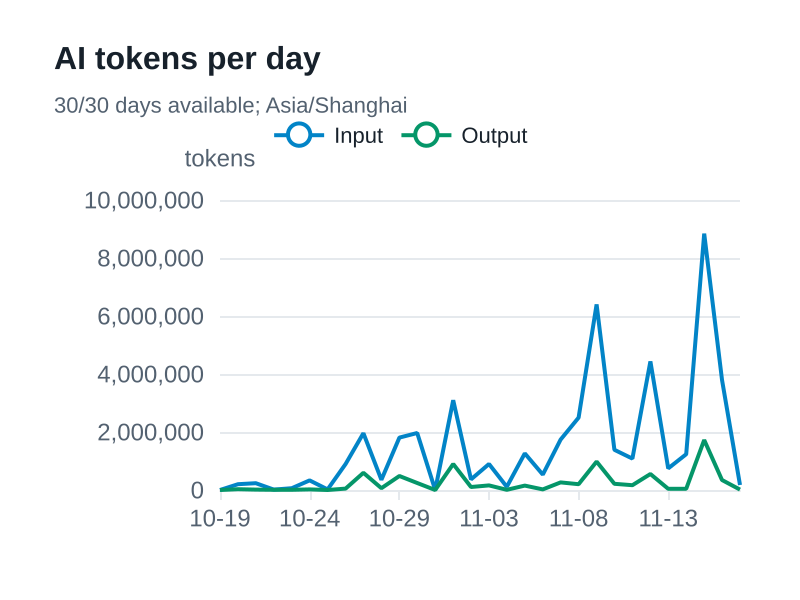 AI tokens per day
30/30 days available; Asia/Shanghai
Input Output
tokens
10,000,000
8,000,000
6,000,000
4,000,000
2,000,000
0
10-19 10-24 10-29 11-03 11-08 11-13